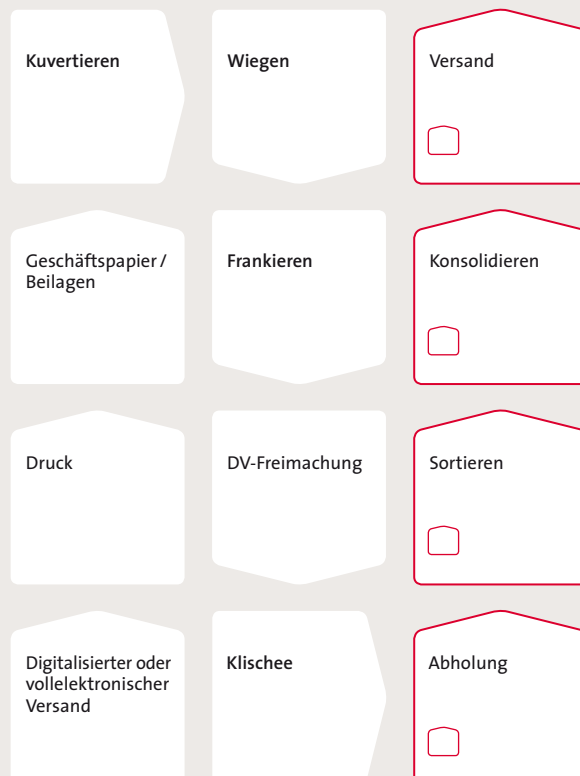 Kuvertieren
Wiegen
Versand
Geschäftspapier /
Beilagen
Frankieren
Konsolidieren
Druck
DV-Freimachung
Sortieren
Digitalisierter oder
vollelektronischer
Versand
Klischee
Abholung